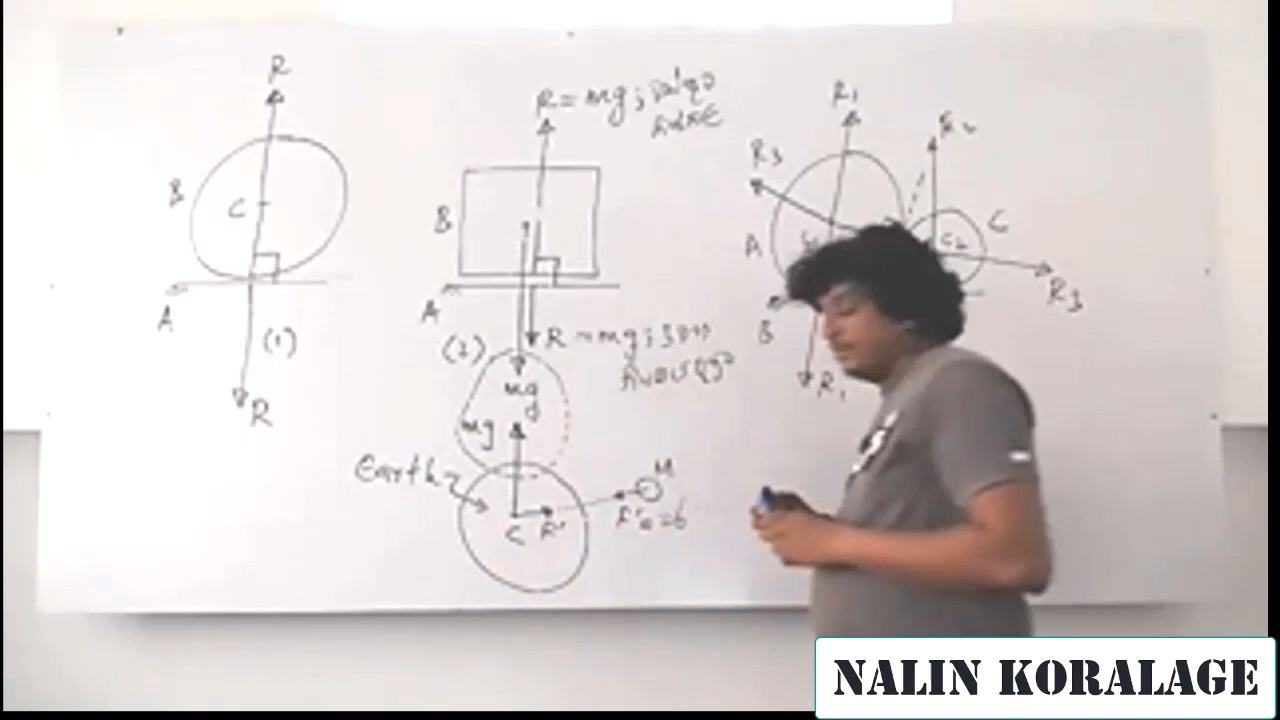 R
B
C
A
(1)
R
R = mg ;
B
A
(2)
R = mg ;
mg
mg
Earth
C
F'
M
F'
R1
R3
R2
A
C
C2
R3
B
R1
NALIN KORALAGE